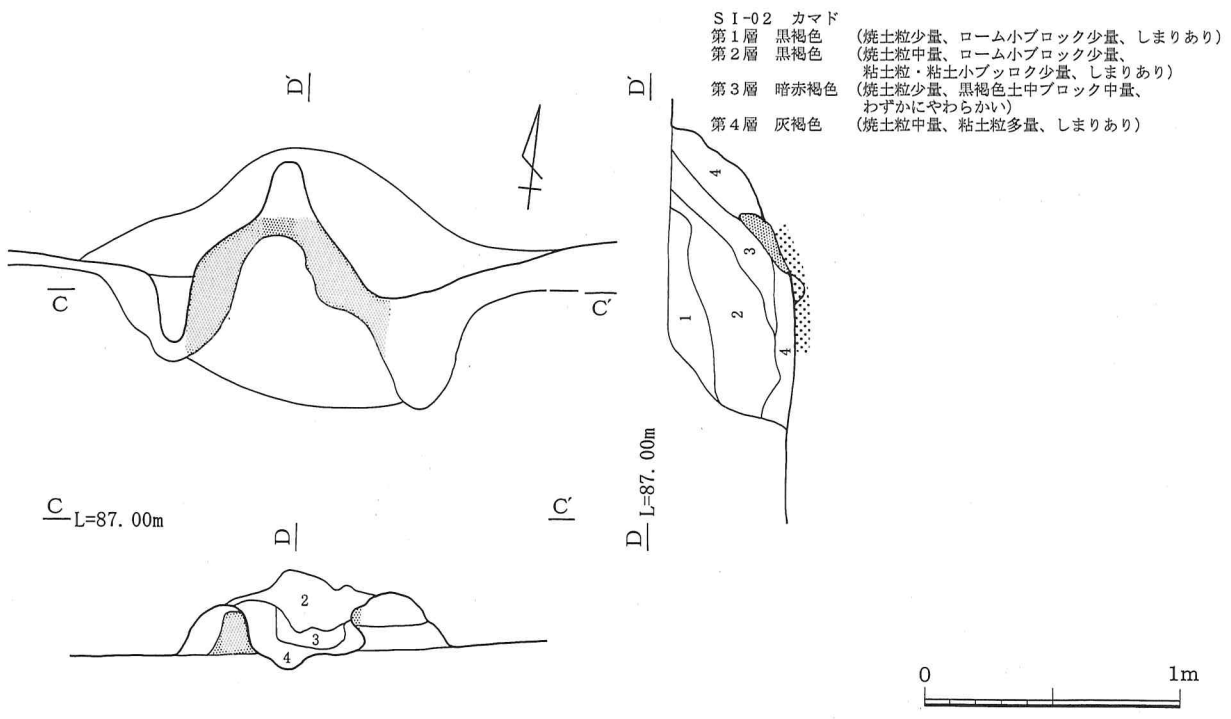 SI-02 カマド
第1層 黒褐色 (焼土粒少量、ローム小ブロック少量、しまりあり)
第2層 黒褐色 (焼土粒中量、ローム小ブロック少量、
粘土粒・粘土小ブッロク少量、しまりあり)
第3層 暗赤褐色 (焼土粒少量、黒褐色土中ブロック中量、
わずかにやわらかい)
第4層 灰褐色 (焼土粒中量、粘土粒多量、しまりあり)
D′
D′
C
C′
4
3
1
2
4
C L=87.00m
C′
D
D L=87.00m
2
3
4
0
1m